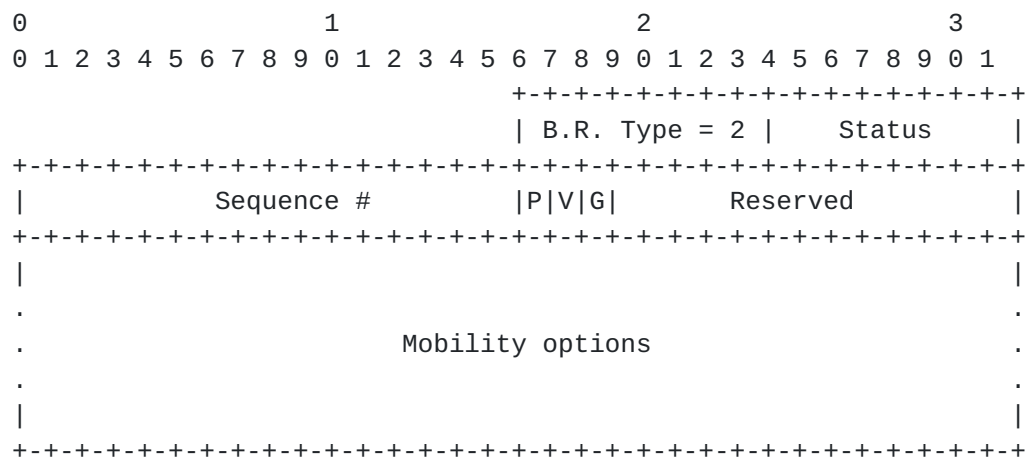 0                   1                   2                   3
0 1 2 3 4 5 6 7 8 9 0 1 2 3 4 5 6 7 8 9 0 1 2 3 4 5 6 7 8 9 0 1
                                +-+-+-+-+-+-+-+-+-+-+-+-+-+-+-+-+
                                | B.R. Type = 2 |    Status     |
+-+-+-+-+-+-+-+-+-+-+-+-+-+-+-+-+-+-+-+-+-+-+-+-+-+-+-+-+-+-+-+-+
|            Sequence #         |P|V|G|       Reserved          |
+-+-+-+-+-+-+-+-+-+-+-+-+-+-+-+-+-+-+-+-+-+-+-+-+-+-+-+-+-+-+-+-+
|                                                               |
.                                                               .
.                        Mobility options                       .
.                                                               .
|                                                               |
+-+-+-+-+-+-+-+-+-+-+-+-+-+-+-+-+-+-+-+-+-+-+-+-+-+-+-+-+-+-+-+-+